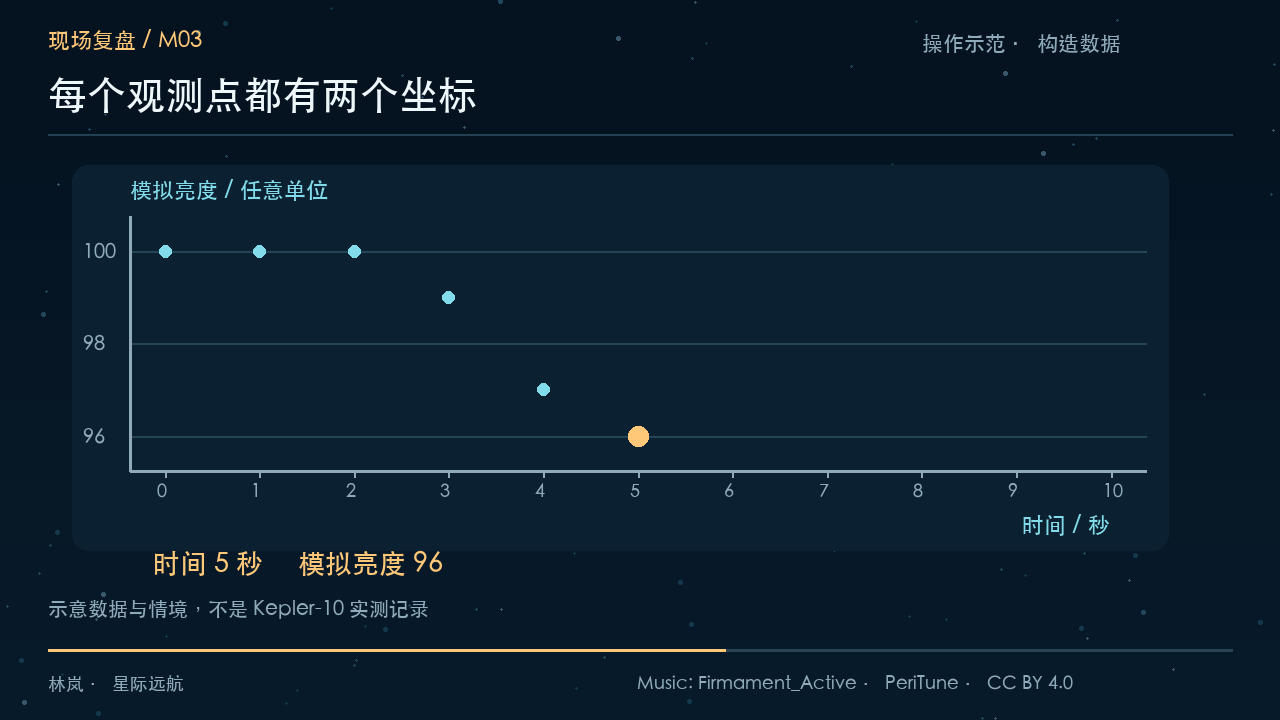 现场复盘 / M03
操作示范 · 构造数据
每个观测点都有两个坐标
模拟亮度 / 任意单位
100
98
96
0 1 2 3 4 5 6 7 8 9 10
时间 / 秒
时间 5 秒 模拟亮度 96
示意数据与情境，不是 Kepler-10 实测记录
林岚 · 星际远航
Music: Firmament_Active · PeriTune · CC BY 4.0